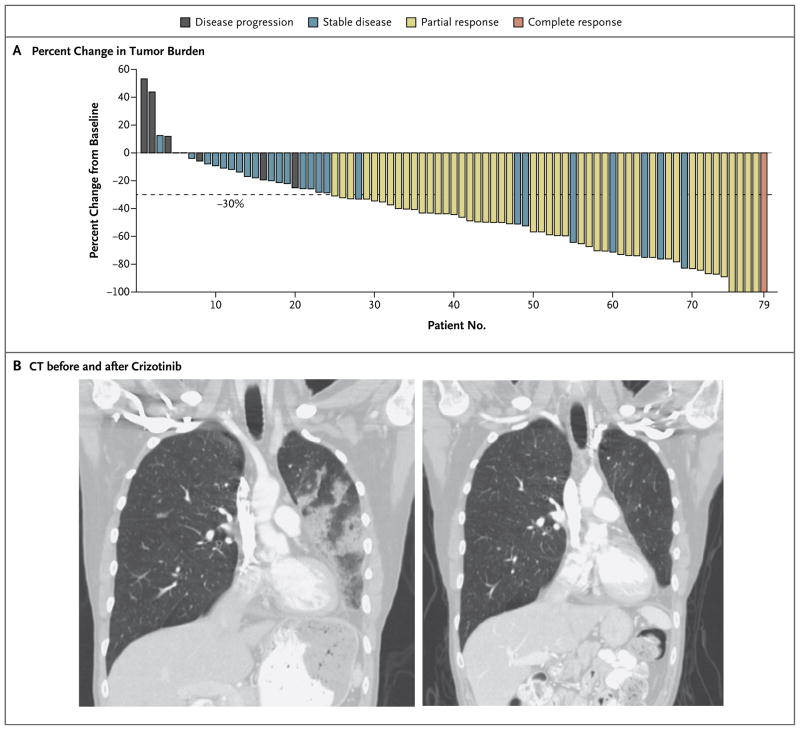 Disease progression Stable disease Partial response Complete response
A Percent Change in Tumor Burden
Percent Change from Baseline
60
40
20
0
−20
−40
−60
−80
−100
−30%
10 20 30 40 50 60 70 79
Patient No.
B CT before and after Crizotinib